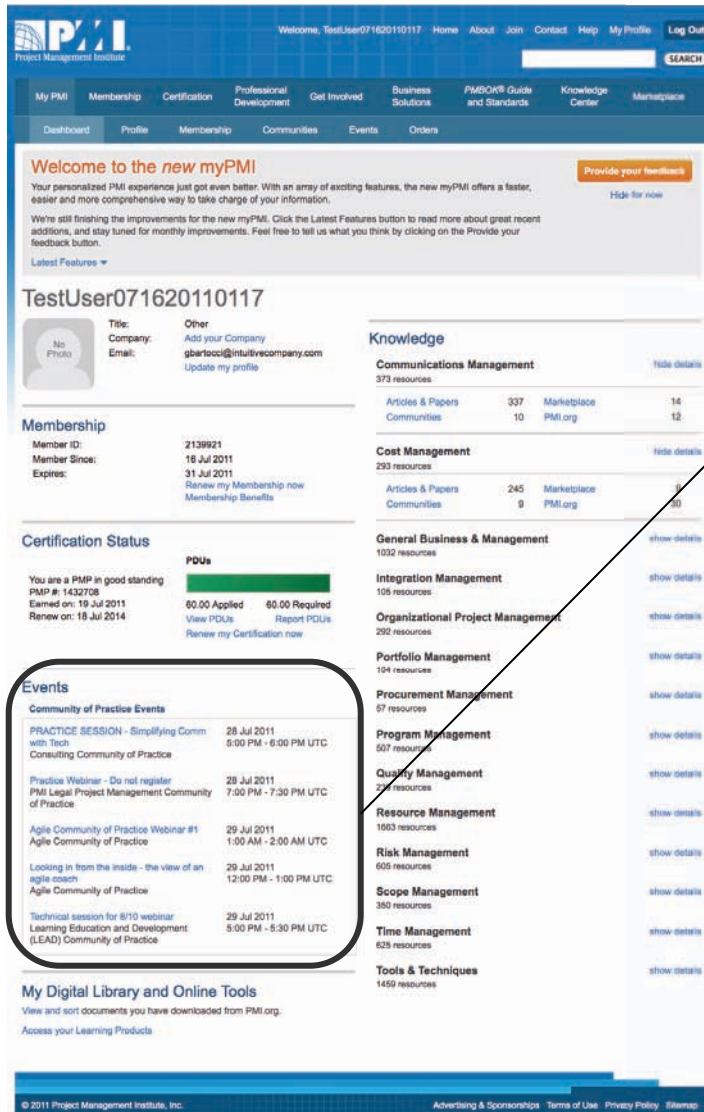 PMI.
Project Management Institute
Welcome, TestUser071620110117 Home About Join Contact Help My Profile Log Out
SEARCH
My PMI Membership Certification Professional Development Get Involved Business Solutions PMBOK® Guide and Standards Knowledge Center Marketplace
Dashboard Profile Membership Communities Events Orders
Welcome to the new myPMI
Your personalized PMI experience just got even better. With an array of exciting features, the new myPMI offers a faster,
easier and more comprehensive way to take charge of your information.
We're still finishing the improvements for the new myPMI. Click the Latest Features button to read more about great recent
additions, and stay tuned for monthly improvements. Feel free to tell us what you think by clicking on the Provide your
feedback button.
Latest Features
Provide your feedback
Hide for now
TestUser071620110117
No
Photo
Title: Other
Company: Add your Company
Email: gbartocci@intuitivecompany.com
Update my profile
Membership
Member ID: 2139921
Member Since: 16 Jul 2011
Expires: 31 Jul 2011
Renew my Membership now
Membership Benefits
Certification Status
PDUs
You are a PMP in good standing
PMP #: 1432708
Earned on: 19 Jul 2011
Renew on: 18 Jul 2014
60.00 Applied 60.00 Required
View PDUs Report PDUs
Renew my Certification now
Events
Community of Practice Events
PRACTICE SESSION - Simplifying Comm 28 Jul 2011
with Tech 5:00 PM - 6:00 PM UTC
Consulting Community of Practice
Practice Webinar - Do not register 28 Jul 2011
PMI Legal Project Management Community 7:00 PM - 7:30 PM UTC
of Practice
Agile Community of Practice Webinar #1 29 Jul 2011
Agile Community of Practice 1:00 AM - 2:00 AM UTC
Looking in from the inside - the view of an 29 Jul 2011
agile coach 12:00 PM - 1:00 PM UTC
Agile Community of Practice
Technical session for 8/10 webinar 29 Jul 2011
Learning Education and Development 5:00 PM - 5:30 PM UTC
(LEAD) Community of Practice
My Digital Library and Online Tools
View and sort documents you have downloaded from PMI.org.
Access your Learning Products
Knowledge
Communications Management hide details
373 resources
Articles & Papers 337 Marketplace 14
Communities 10 PMI.org 12
Cost Management hide details
293 resources
Articles & Papers 245 Marketplace 9
Communities 9 PMI.org 30
General Business & Management show details
1032 resources
Integration Management show details
105 resources
Organizational Project Management show details
292 resources
Portfolio Management show details
104 resources
Procurement Management show details
57 resources
Program Management show details
507 resources
Quality Management show details
resources
Resource Management show details
1663 resources
Risk Management show details
605 resources
Scope Management show details
350 resources
Time Management show details
625 resources
Tools & Techniques show details
1459 resources
© 2011 Project Management Institute, Inc. Advertising & Sponsorships Terms of Use Privacy Policy Sitemap